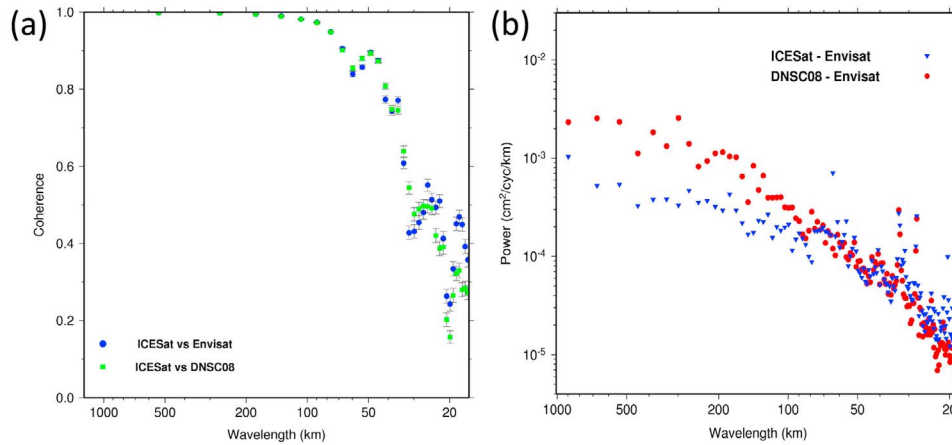 (a)
1.0
0.8
0.6
0.4
0.2
0.0
Coherence
ICESat vs Envisat
ICESat vs DNSC08
1000 500 200 100 50 20
Wavelength (km)
(b)
10⁻²
10⁻³
10⁻⁴
10⁻⁵
Power (cm²/cyc/km)
ICESat - Envisat
DNSC08 - Envisat
1000 500 200 100 50 20
Wavelength (km)